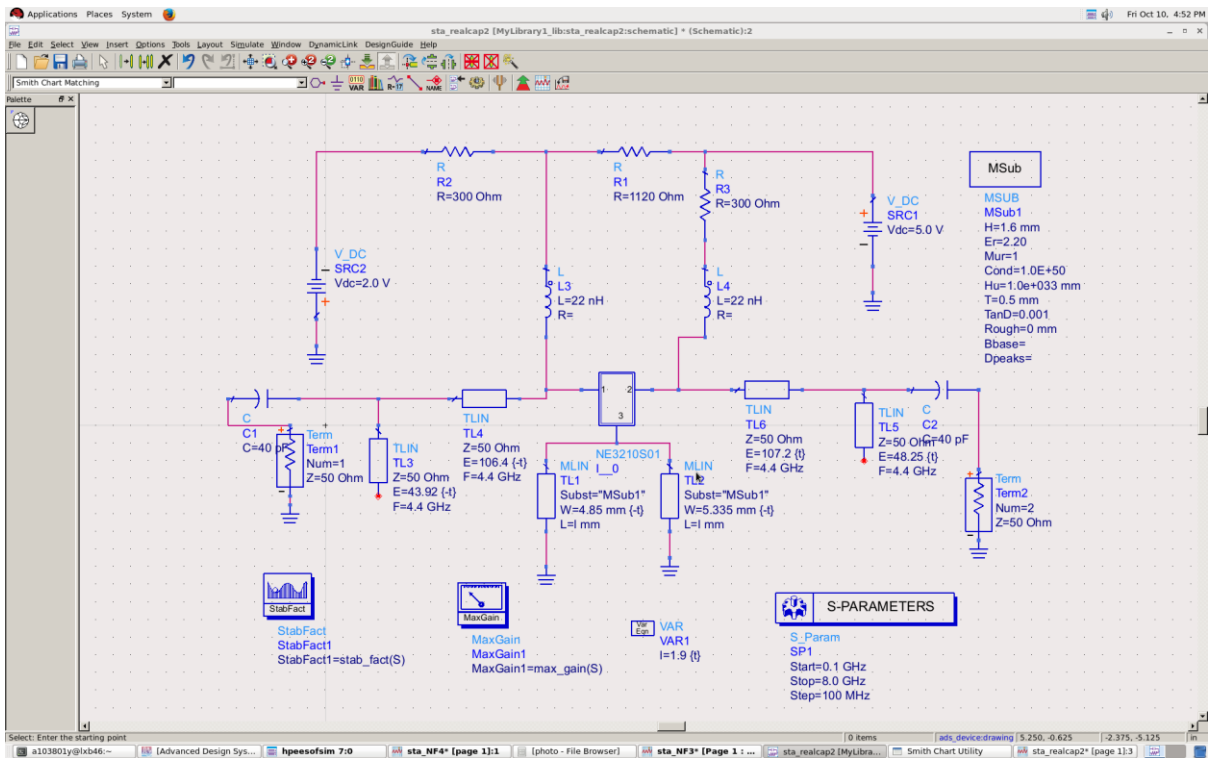 Applications Places System Fri Oct 10, 4:52 PM
sta_realcap2 [MyLibrary1_lib:sta_realcap2:schematic] * (Schematic):2
File Edit Select View Insert Options Tools Layout Simulate Window DynamicLink DesignGuide Help
Smith Chart Matching
VAR
NAME
Palette
R
R2
R=300 Ohm
R
R1
R=1120 Ohm
R
R3
R=300 Ohm
V_DC
SRC1
Vdc=5.0 V
MSub
MSUB
MSub1
H=1.6 mm
Er=2.20
Mur=1
Cond=1.0E+50
Hu=1.0e+033 mm
T=0.5 mm
TanD=0.001
Rough=0 mm
Bbase=
Dpeaks=
V_DC
SRC2
Vdc=2.0 V
L
L3
L=22 nH
R=
L
L4
L=22 nH
R=
C
C1
C=40 pF
Term
Term1
Num=1
Z=50 Ohm
TLIN
TL3
Z=50 Ohm
E=43.92 {-t}
F=4.4 GHz
TLIN
TL4
Z=50 Ohm
E=106.4 {-t}
F=4.4 GHz
1 2
3
NE3210S01
I__0
MLIN
TL1
Subst="MSub1"
W=4.85 mm {-t}
L=l mm
MLIN
TL2
Subst="MSub1"
W=5.335 mm {-t}
L=l mm
TLIN
TL6
Z=50 Ohm
E=107.2 {t}
F=4.4 GHz
TLIN
TL5
Z=50 Ohm
E=48.25 {t}
F=4.4 GHz
C
C2
C=40 pF
Term
Term2
Num=2
Z=50 Ohm
StabFact
StabFact
StabFact1
StabFact1=stab_fact(S)
MaxGain
MaxGain
MaxGain1
MaxGain1=max_gain(S)
Var
Eqn
VAR
VAR1
l=1.9 {t}
S-PARAMETERS
S_Param
SP1
Start=0.1 GHz
Stop=8.0 GHz
Step=100 MHz
Select: Enter the starting point 0 items ads_device:drawing 5.250, -0.625 -2.375, -5.125 in
a103801y@lxb46:~ [Advanced Design Sys... hpeesofsim 7:0 sta_NF4* [page 1]:1 [photo - File Browser] sta_NF3* [Page 1 : ... sta_realcap2 [MyLibra... Smith Chart Utility sta_realcap2* [page 1]:3